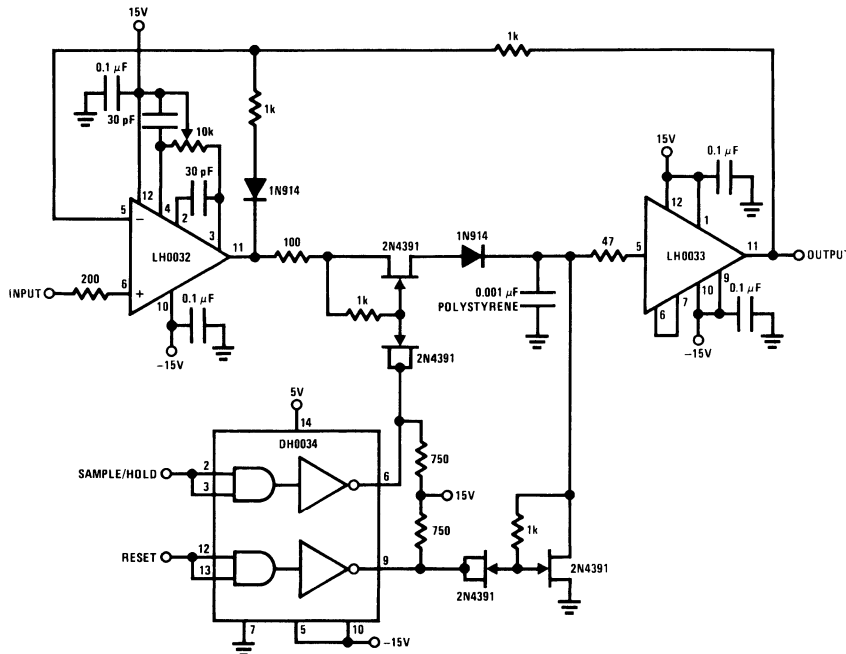 15V
1k
0.1 μF
30 pF
10k
1k
30 pF
1N914
12
4
2
3
5
−
LH0032
11
6
+
10
INPUT
200
0.1 μF
−15V
100
2N4391
1N914
1k
2N4391
0.001 μF
POLYSTYRENE
47
15V
0.1 μF
12
1
5
LH0033
11
OUTPUT
9
10
7
6
0.1 μF
−15V
5V
14
DH0034
SAMPLE/HOLD
2
3
6
750
15V
750
RESET
12
13
9
1k
2N4391
2N4391
7
5
10
−15V